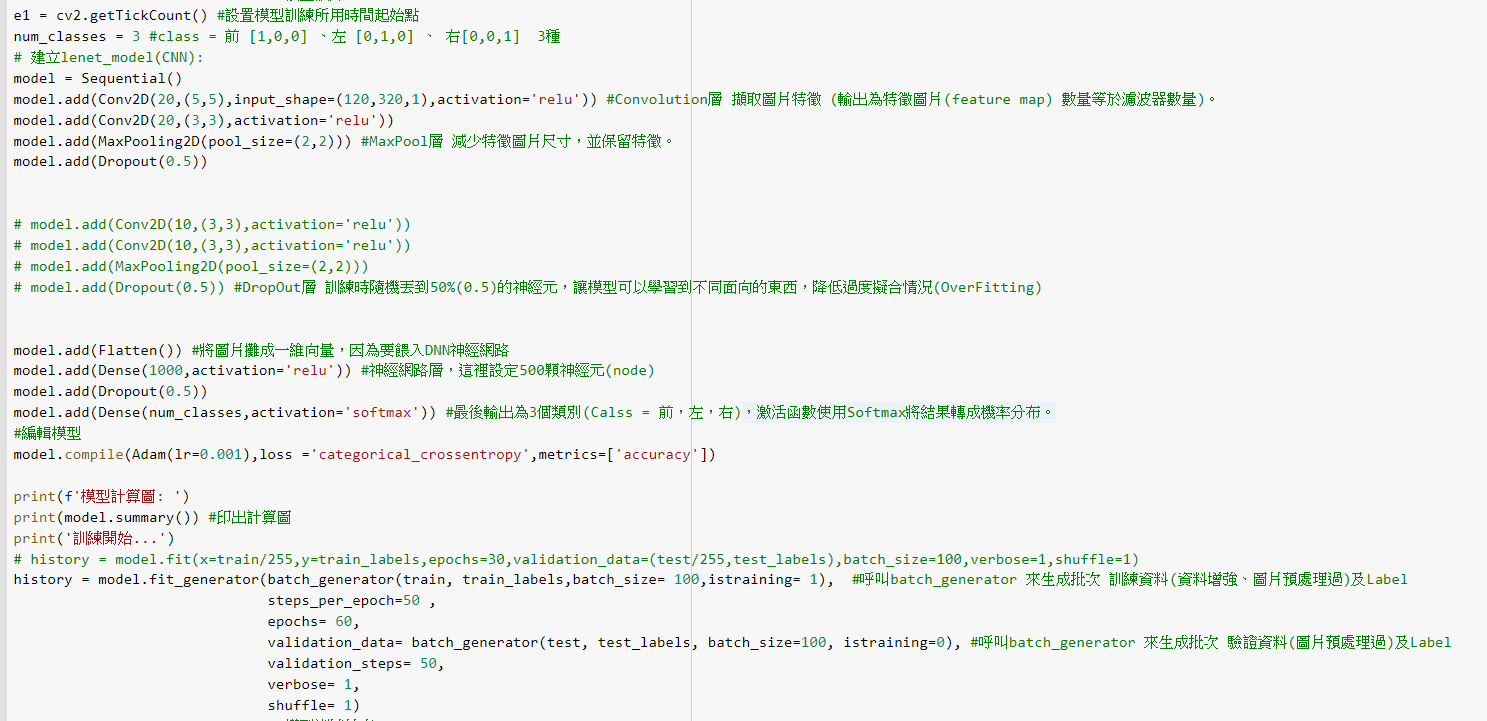 e1 = cv2.getTickCount() #設置模型訓練所用時間起始點
num_classes = 3 #class = 前 [1,0,0] 、左 [0,1,0] 、 右[0,0,1]  3種
# 建立lenet_model(CNN):
model = Sequential()
model.add(Conv2D(20,(5,5),input_shape=(120,320,1),activation='relu')) #Convolution層 擷取圖片特徵 (輸出為特徵圖片(feature map) 數量等於濾波器數量)。
model.add(Conv2D(20,(3,3),activation='relu'))
model.add(MaxPooling2D(pool_size=(2,2))) #MaxPool層 減少特徵圖片尺寸，並保留特徵。
model.add(Dropout(0.5))
# model.add(Conv2D(10,(3,3),activation='relu'))
# model.add(Conv2D(10,(3,3),activation='relu'))
# model.add(MaxPooling2D(pool_size=(2,2)))
# model.add(Dropout(0.5)) #DropOut層 訓練時隨機丟到50%(0.5)的神經元，讓模型可以學習到不同面向的東西，降低過度擬合情況(OverFitting)
model.add(Flatten()) #將圖片攤成一維向量，因為要餵入DNN神經網路
model.add(Dense(1000,activation='relu')) #神經網路層，這裡設定500顆神經元(node)
model.add(Dropout(0.5))
model.add(Dense(num_classes,activation='softmax')) #最後輸出為3個類別(Calss = 前，左，右)，激活函數使用Softmax將結果轉成機率分布。
#編輯模型
model.compile(Adam(lr=0.001),loss ='categorical_crossentropy',metrics=['accuracy'])
print(f'模型計算圖: ')
print(model.summary()) #印出計算圖
print('訓練開始...')
# history = model.fit(x=train/255,y=train_labels,epochs=30,validation_data=(test/255,test_labels),batch_size=100,verbose=1,shuffle=1)
history = model.fit_generator(batch_generator(train, train_labels,batch_size= 100,istraining= 1),  #呼叫batch_generator 來生成批次 訓練資料(資料增強、圖片預處理過)及Label
steps_per_epoch=50 ,
epochs= 60,
validation_data= batch_generator(test, test_labels, batch_size=100, istraining=0), #呼叫batch_generator 來生成批次 驗證資料(圖片預處理過)及Label
validation_steps= 50,
verbose= 1,
shuffle= 1)